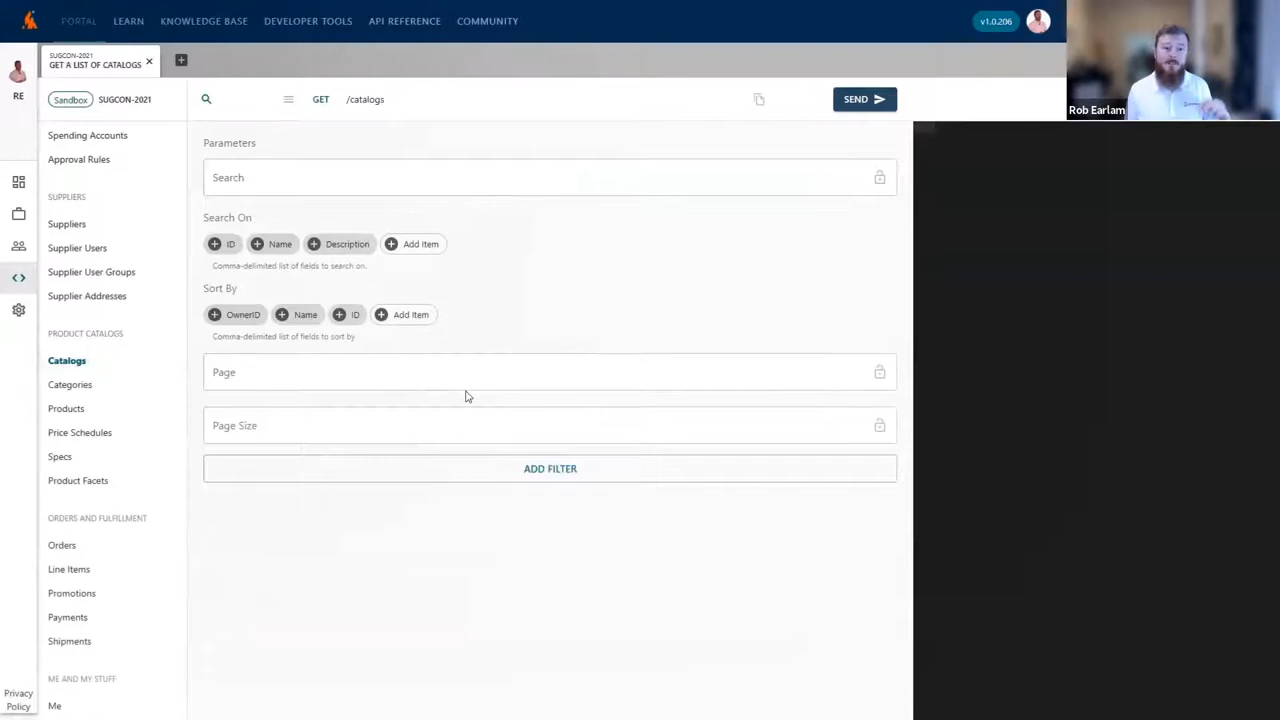 PORTAL LEARN KNOWLEDGE BASE DEVELOPER TOOLS API REFERENCE COMMUNITY v1.0.206
SUGCON-2021
GET A LIST OF CATALOGS
RE
Sandbox SUGCON-2021
GET /catalogs SEND
Rob Earlam
Spending Accounts
Approval Rules
SUPPLIERS
Suppliers
Supplier Users
Supplier User Groups
Supplier Addresses
PRODUCT CATALOGS
Catalogs
Categories
Products
Price Schedules
Specs
Product Facets
ORDERS AND FULFILLMENT
Orders
Line Items
Promotions
Payments
Shipments
ME AND MY STUFF
Me
Parameters
Search
Search On
ID Name Description Add Item
Comma-delimited list of fields to search on.
Sort By
OwnerID Name ID Add Item
Comma-delimited list of fields to sort by
Page
Page Size
ADD FILTER
Privacy
Policy